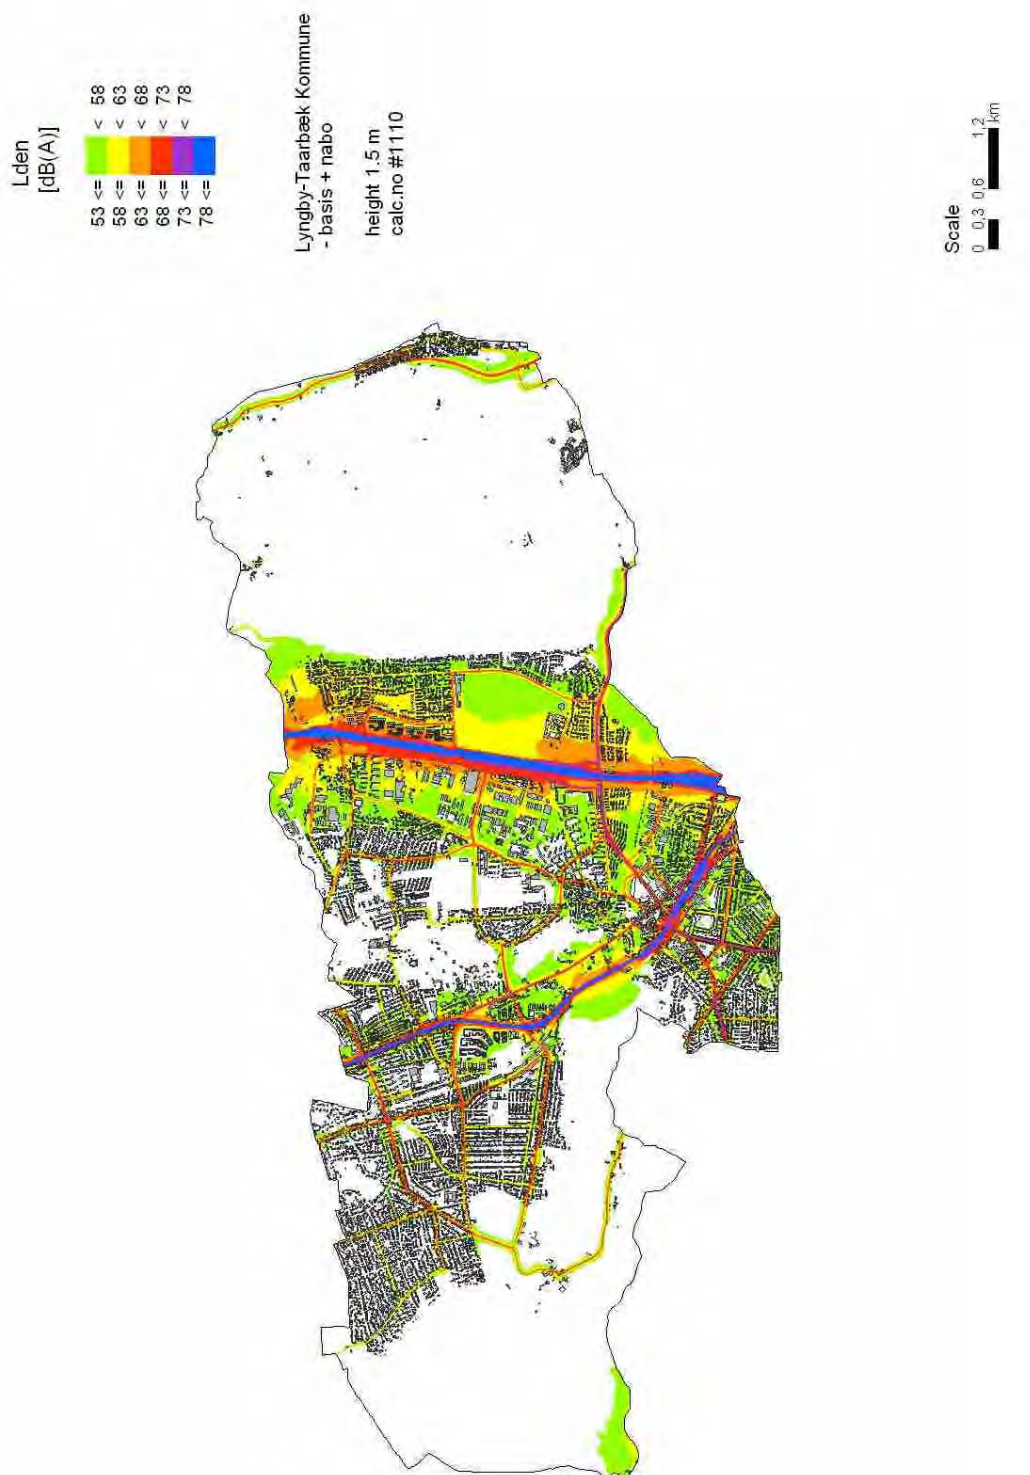 Lden
[dB(A)]
53 <= < 58
58 <= < 63
63 <= < 68
68 <= < 73
73 <= < 78
78 <=
Lyngby-Taarbæk Kommune
- basis + nabo
height 1.5 m
calc.no #1110
Scale
0 0,3 0,6 1,2
km